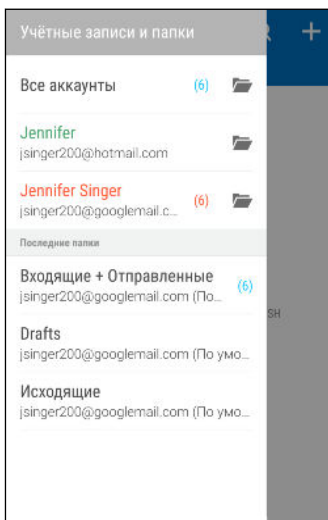 Учётные записи и папки
Все аккаунты (6)
Jennifer
jsinger200@hotmail.com
Jennifer Singer (6)
jsinger200@googlemail.c...
Последние папки
Входящие + Отправленные (6)
jsinger200@googlemail.com (По...
Drafts
jsinger200@googlemail.com (По умо...
Исходящие
jsinger200@googlemail.com (По умо...
SH